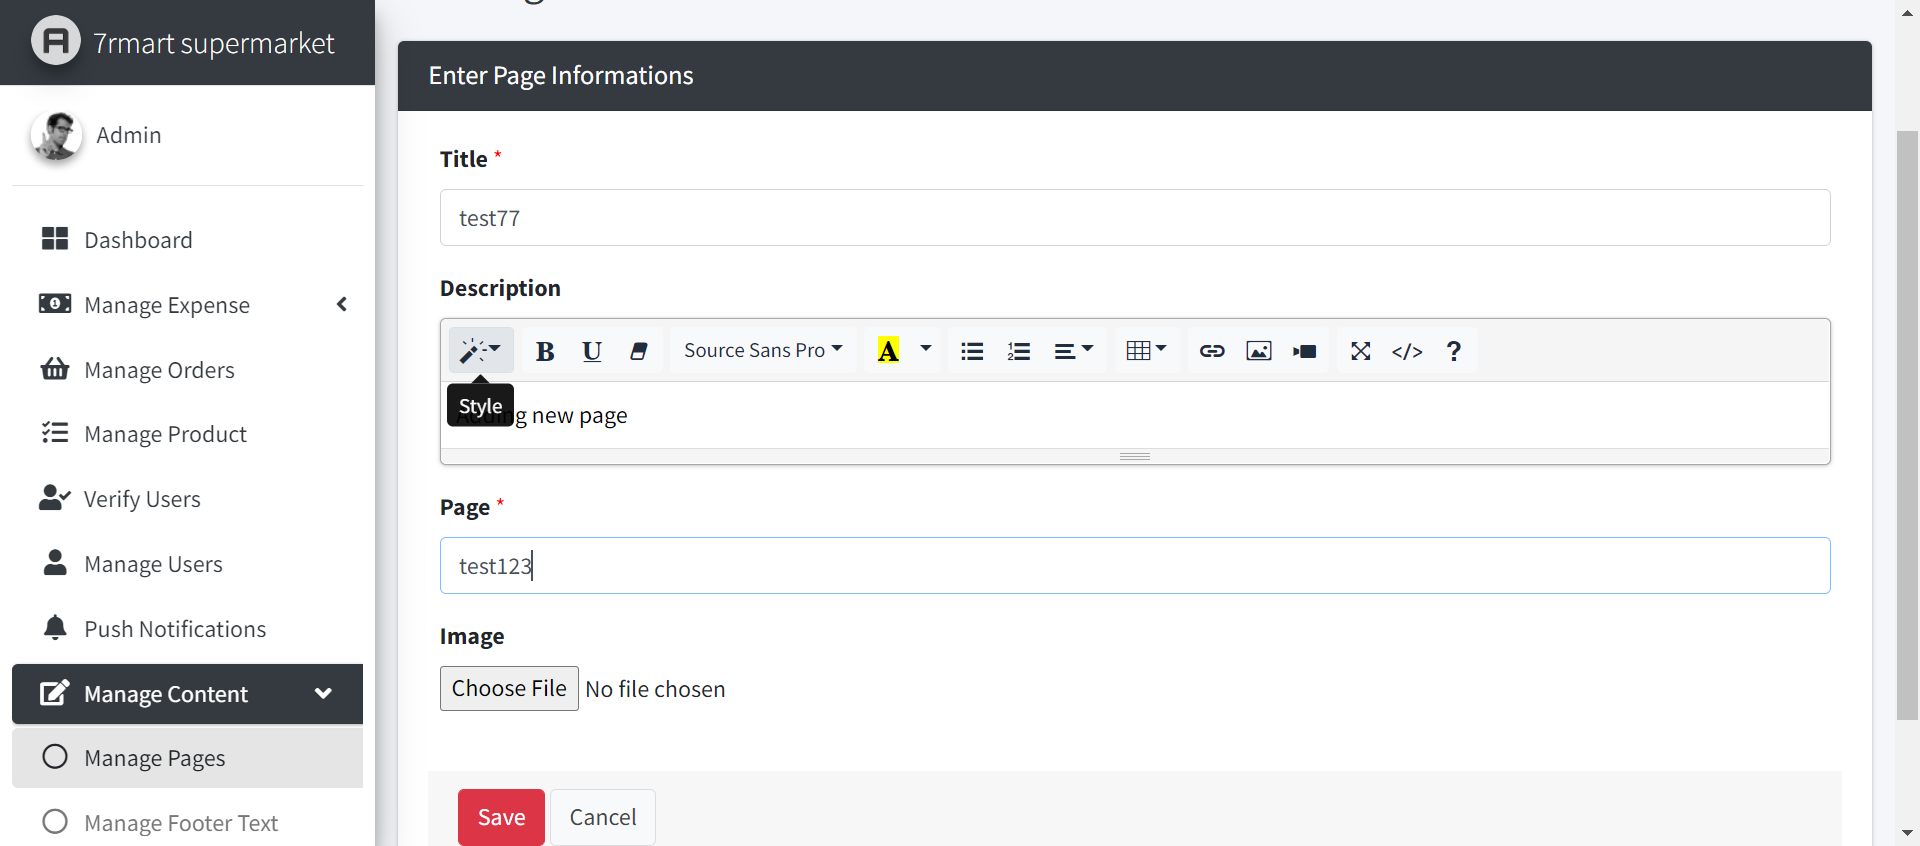 7rmart supermarket
Admin
Dashboard
Manage Expense
Manage Orders
Manage Product
Verify Users
Manage Users
Push Notifications
Manage Content
Manage Pages
Manage Footer Text
Enter Page Informations
Title *
test77
Description
B U Source Sans Pro A </> ?
Style
new page
Page *
test123
Image
Choose File No file chosen
Save Cancel